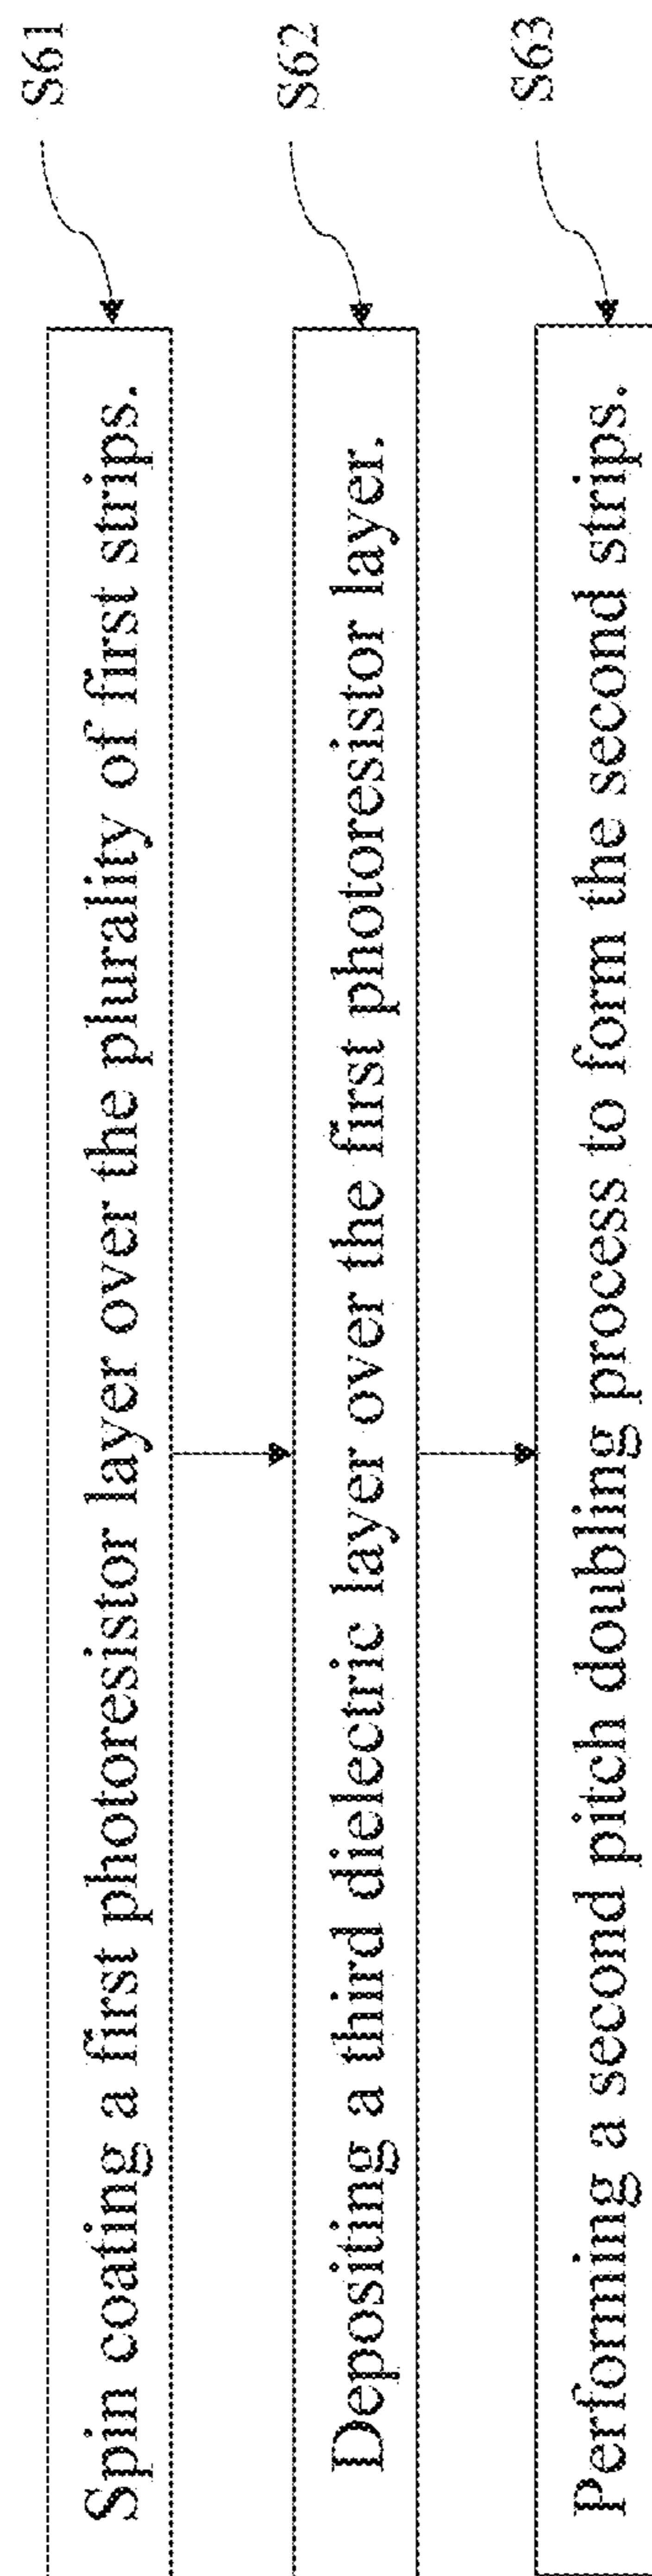 Spin coating a first photoresistor layer over the plurality of first strips.
S61
Depositing a third dielectric layer over the first photoresistor layer.
S62
Performing a second pitch doubling process to form the second strips.
S63